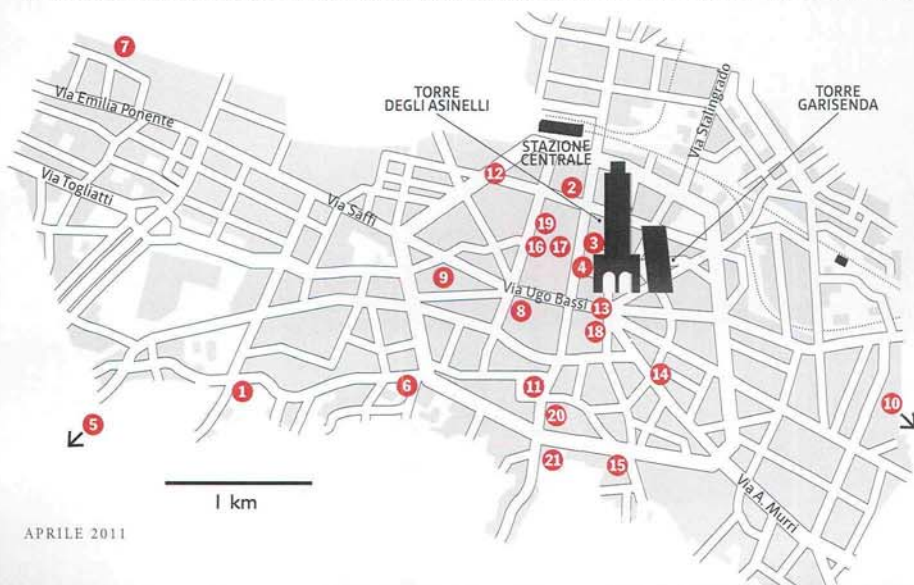 7
Via Emilia Ponente
TORRE
DEGLI ASINELLI
TORRE
GARISENDA
Via Stalingrado
STAZIONE
CENTRALE
Via Togliatti
12
2
Via Saffi
19
16
17
3
4
9
Via Ugo Bassi
8
13
18
1
6
11
14
10
5
20
21
15
Via A. Murri
1 km
APRILE 2011